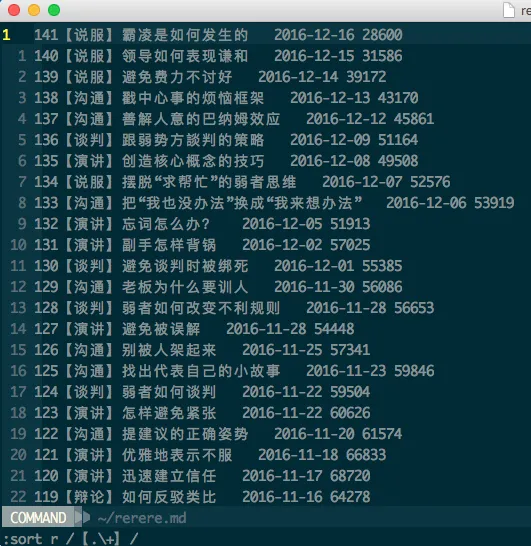 re
1 141【说服】霸凌是如何发生的 2016-12-16 28600
1 140【说服】领导如何表现谦和 2016-12-15 31586
2 139【说服】避免费力不讨好 2016-12-14 39172
3 138【沟通】戳中心事的烦恼框架 2016-12-13 43170
4 137【沟通】善解人意的巴纳姆效应 2016-12-12 45861
5 136【谈判】跟弱势方談判的策略 2016-12-09 51164
6 135【演讲】创造核心概念的技巧 2016-12-08 49508
7 134【说服】摆脱“求帮忙”的弱者思维 2016-12-07 52576
8 133【沟通】把“我也没办法”换成“我来想办法” 2016-12-06 53919
9 132【演讲】忘词怎么办？ 2016-12-05 51913
10 131【演讲】副手怎样背锅 2016-12-02 57025
11 130【谈判】避免谈判时被绑死 2016-12-01 55385
12 129【沟通】老板为什么要训人 2016-11-30 56086
13 128【谈判】弱者如何改变不利规则 2016-11-28 56653
14 127【演讲】避免被误解 2016-11-28 54448
15 126【沟通】别被人架起来 2016-11-25 57341
16 125【沟通】找出代表自己的小故事 2016-11-23 59846
17 124【谈判】弱者如何谈判 2016-11-22 59504
18 123【演讲】怎样避免紧张 2016-11-22 60626
19 122【沟通】提建议的正确姿势 2016-11-20 61574
20 121【演讲】优雅地表示不服 2016-11-18 66833
21 120【演讲】迅速建立信任 2016-11-17 68720
22 119【辩论】如何反驳类比 2016-11-16 64278
COMMAND ~/rerere.md
:sort r /【.\+】/